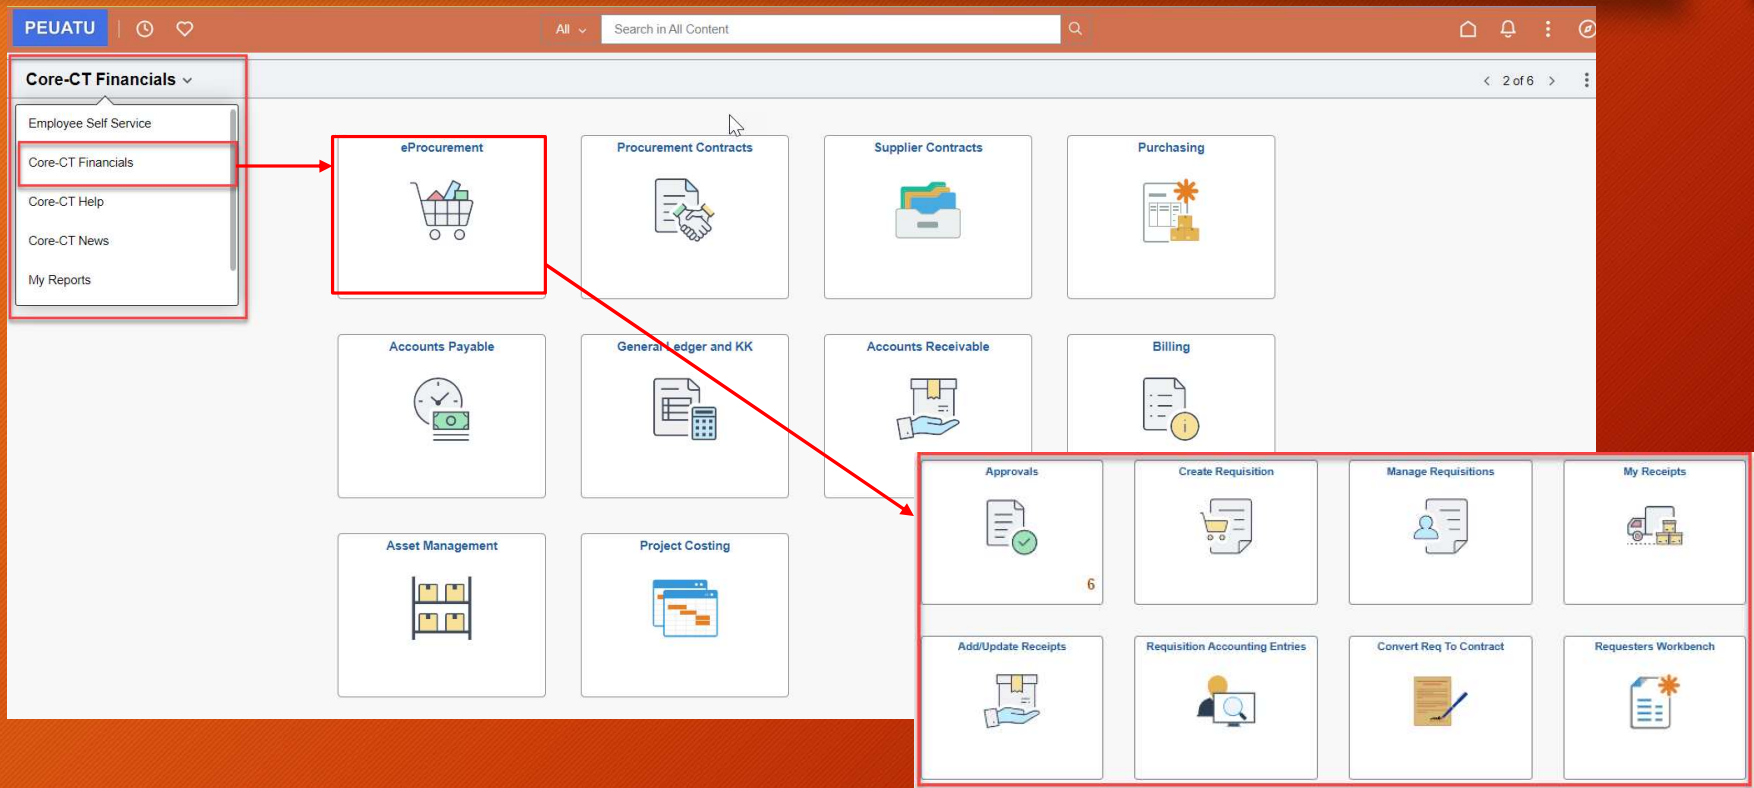 PEUATU
All
Search in All Content
Core-CT Financials
2 of 6
Employee Self Service
Core-CT Financials
Core-CT Help
Core-CT News
My Reports
eProcurement
Procurement Contracts
Supplier Contracts
Purchasing
Accounts Payable
General Ledger and KK
Accounts Receivable
Billing
Asset Management
Project Costing
Approvals
6
Create Requisition
Manage Requisitions
My Receipts
Add/Update Receipts
Requisition Accounting Entries
Convert Req To Contract
Requesters Workbench